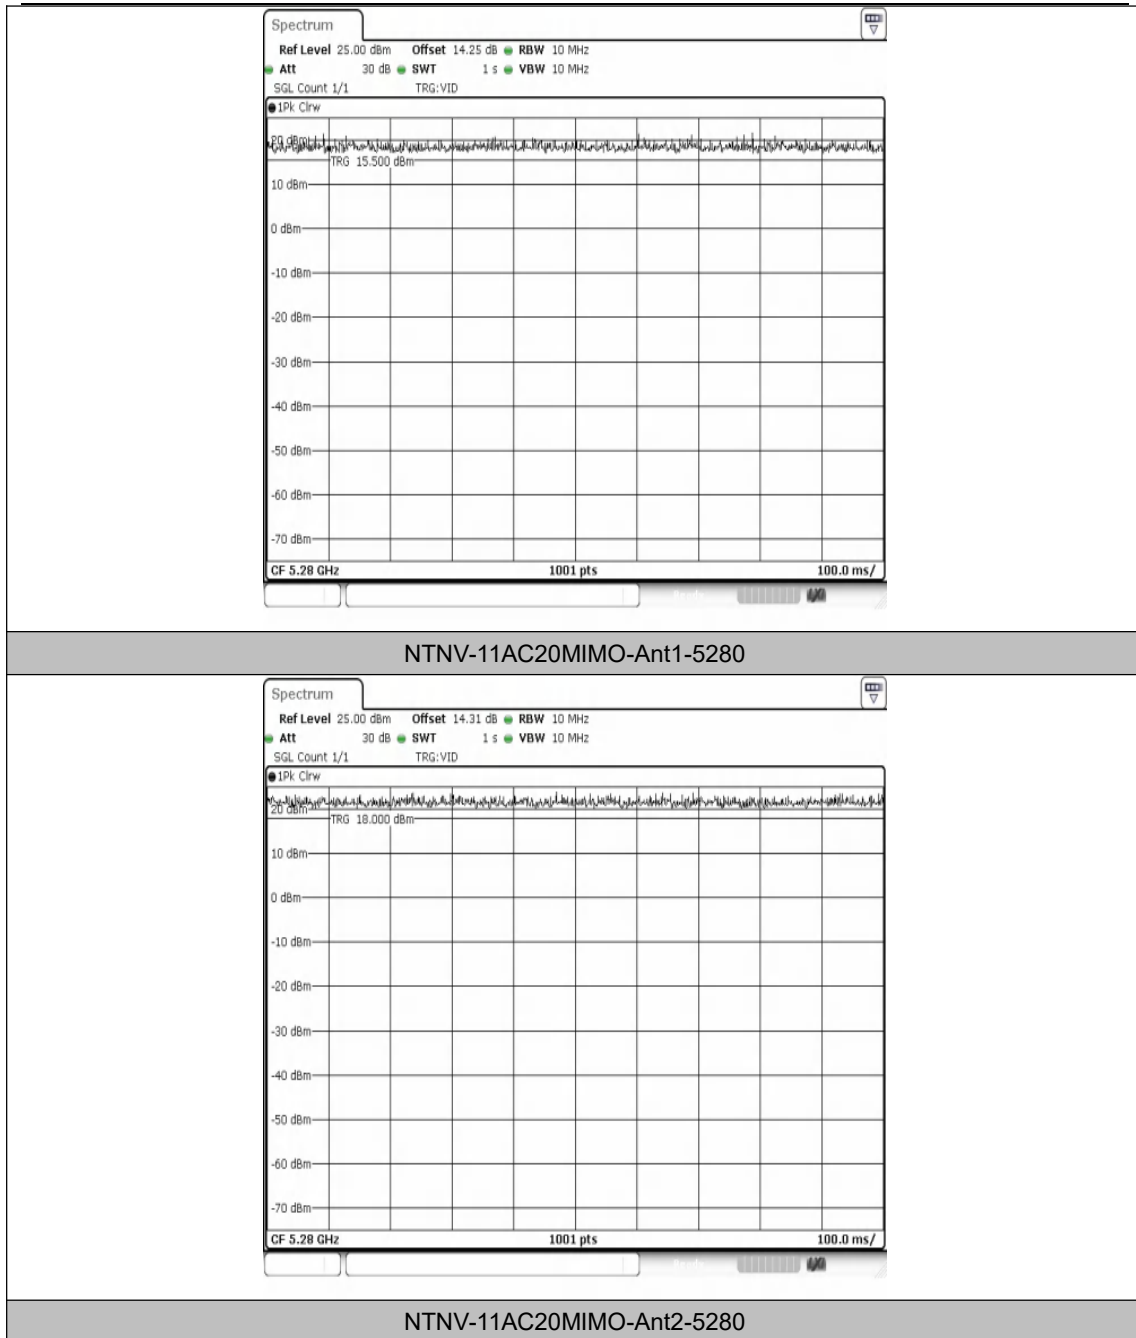 Spectrum
Ref Level 25.00 dBm Offset 14.25 dB RBW 10 MHz
Att 30 dB SWT 1 s VBW 10 MHz
SGL Count 1/1 TRG:VID
1Pk Clrw
20 dBm
TRG 15.500 dBm
10 dBm
0 dBm
-10 dBm
-20 dBm
-30 dBm
-40 dBm
-50 dBm
-60 dBm
-70 dBm
CF 5.28 GHz 1001 pts 100.0 ms/
NTNV-11AC20MIMO-Ant1-5280
Spectrum
Ref Level 25.00 dBm Offset 14.31 dB RBW 10 MHz
Att 30 dB SWT 1 s VBW 10 MHz
SGL Count 1/1 TRG:VID
1Pk Clrw
20 dBm
TRG 18.000 dBm
10 dBm
0 dBm
-10 dBm
-20 dBm
-30 dBm
-40 dBm
-50 dBm
-60 dBm
-70 dBm
CF 5.28 GHz 1001 pts 100.0 ms/
NTNV-11AC20MIMO-Ant2-5280